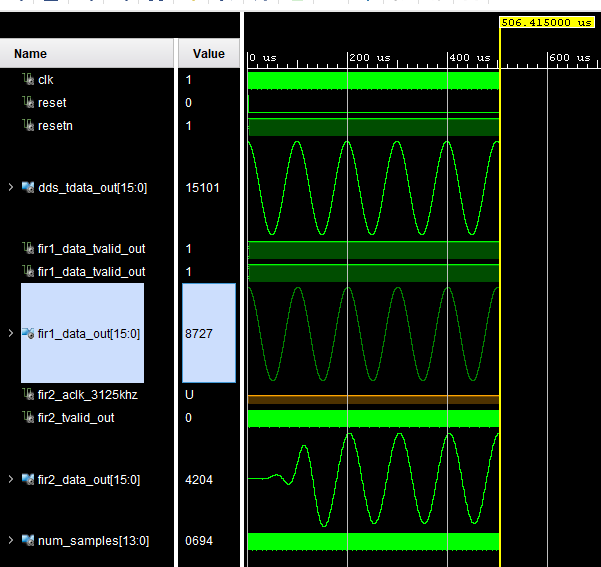 506.415000 us
Name Value
0 us 200 us 400 us 600 us
clk 1
reset 0
resetn 1
dds_tdata_out[15:0] 15101
fir1_data_tvalid_out 1
fir1_data_tvalid_out 1
fir1_data_out[15:0] 8727
fir2_aclk_3125khz U
fir2_tvalid_out 0
fir2_data_out[15:0] 4204
num_samples[13:0] 0694